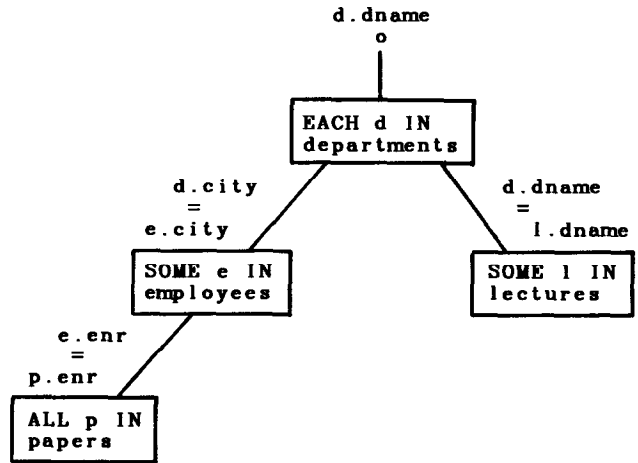 d.dname
o
EACH d IN
departments
d.city
=
e.city
d.dname
=
l.dname
SOME e IN
employees
SOME l IN
lectures
e.enr
=
p.enr
ALL p IN
papers